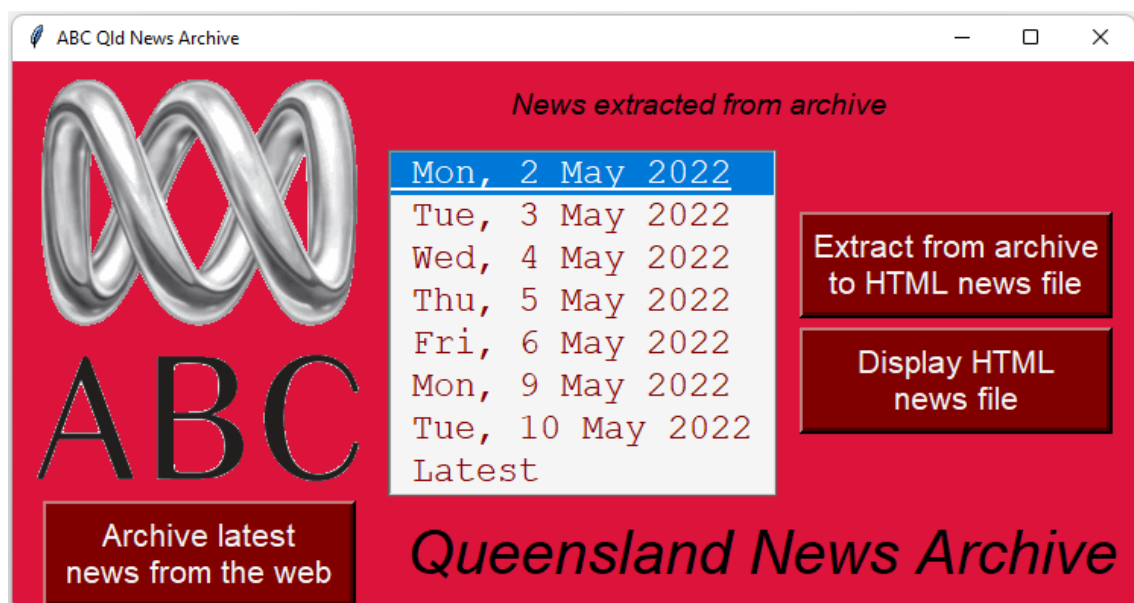 ABC Qld News Archive
News extracted from archive
Mon, 2 May 2022
Tue, 3 May 2022
Wed, 4 May 2022
Thu, 5 May 2022
Fri, 6 May 2022
Mon, 9 May 2022
Tue, 10 May 2022
Latest
Extract from archive
to HTML news file
Display HTML
news file
ABC
Archive latest
news from the web
Queensland News Archive